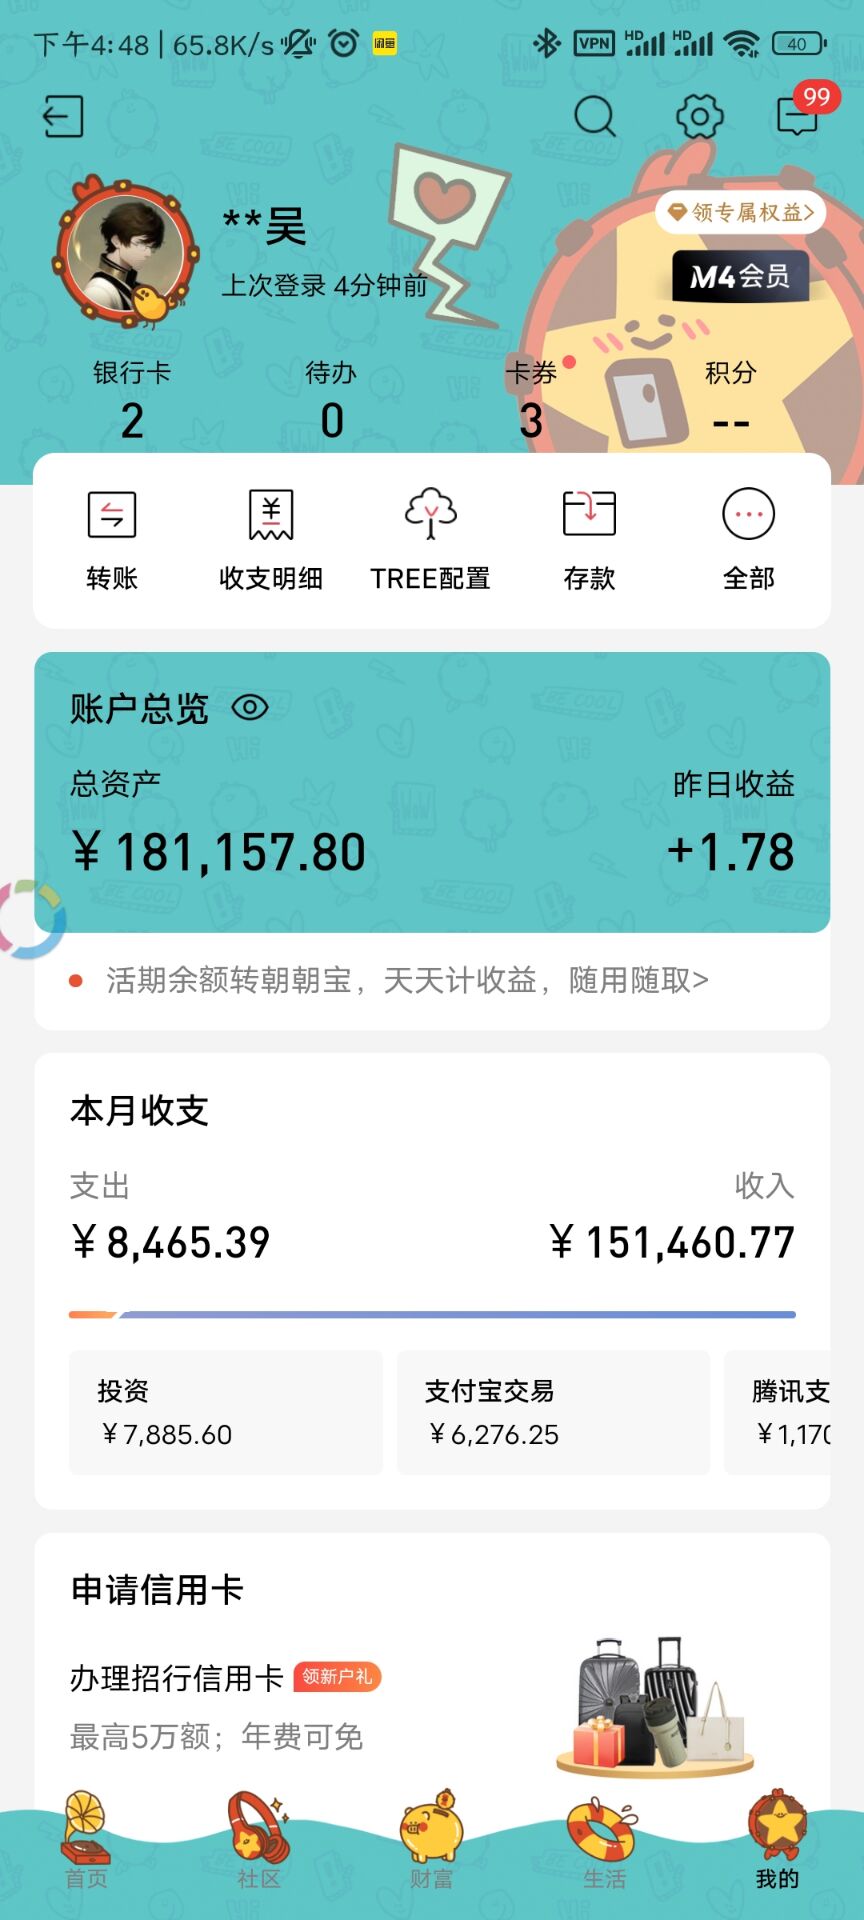 下午4:48 | 65.8K/s 闲鱼 VPN HD HD 40
99
领专属权益>
**吴
M4会员
上次登录 4分钟前
银行卡 待办 卡券 积分
2 0 3 --
转账 收支明细 TREE配置 存款 全部
账户总览
总资产 昨日收益
¥ 181,157.80 +1.78
活期余额转朝朝宝，天天计收益，随用随取>
本月收支
支出 收入
¥ 8,465.39 ¥ 151,460.77
投资 支付宝交易 腾讯支
¥ 7,885.60 ¥ 6,276.25 ¥ 1,170
申请信用卡
办理招行信用卡 领新户礼
最高5万额；年费可免
首页 社区 财富 生活 我的